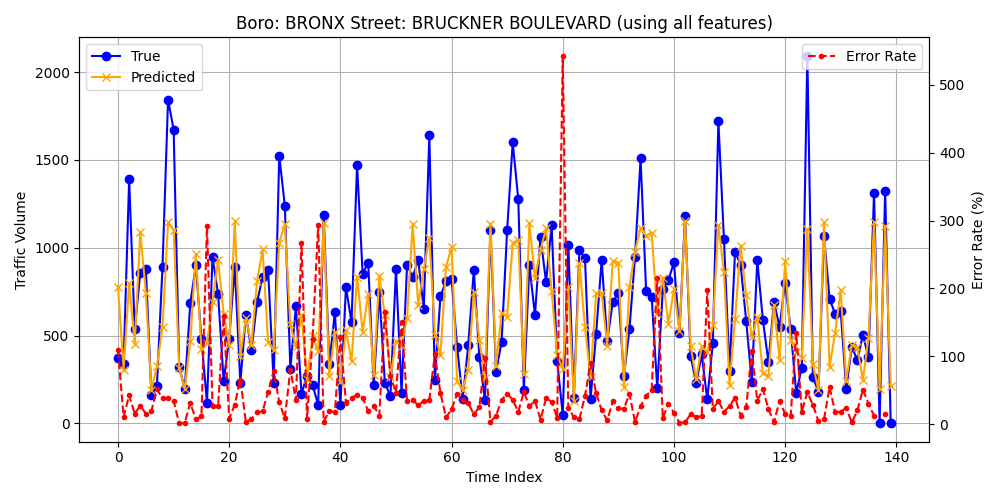 Boro: BRONX Street: BRUCKNER BOULEVARD (using all features)
True
Predicted
Error Rate
2000
1500
1000
500
0
500
400
300
200
100
0
Traffic Volume
Error Rate (%)
0 20 40 60 80 100 120 140
Time Index